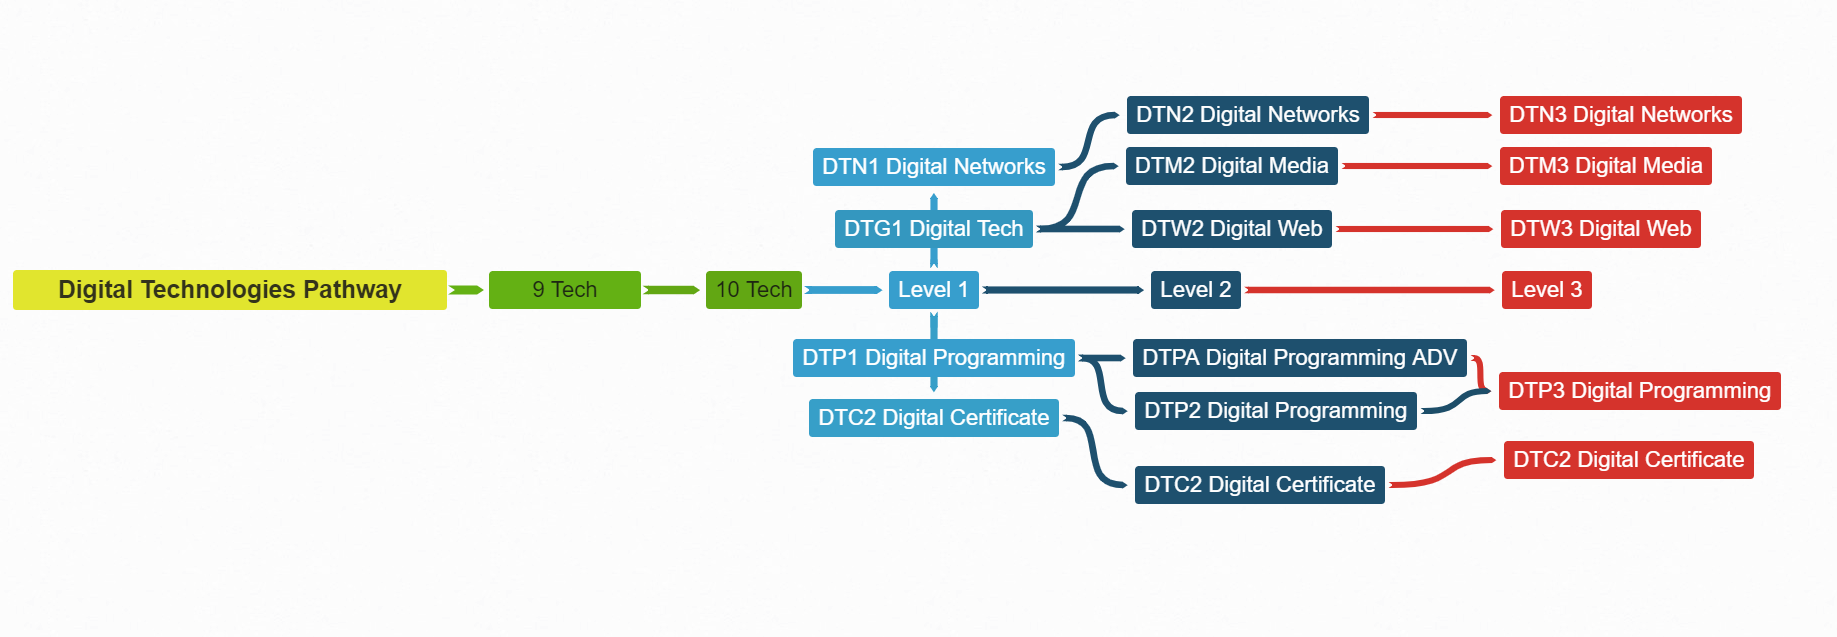 DTN2 Digital Networks
DTN3 Digital Networks
DTN1 Digital Networks
DTM2 Digital Media
DTM3 Digital Media
DTG1 Digital Tech
DTW2 Digital Web
DTW3 Digital Web
Digital Technologies Pathway
9 Tech
10 Tech
Level 1
Level 2
Level 3
DTP1 Digital Programming
DTPA Digital Programming ADV
DTP3 Digital Programming
DTP2 Digital Programming
DTC2 Digital Certificate
DTC2 Digital Certificate
DTC2 Digital Certificate